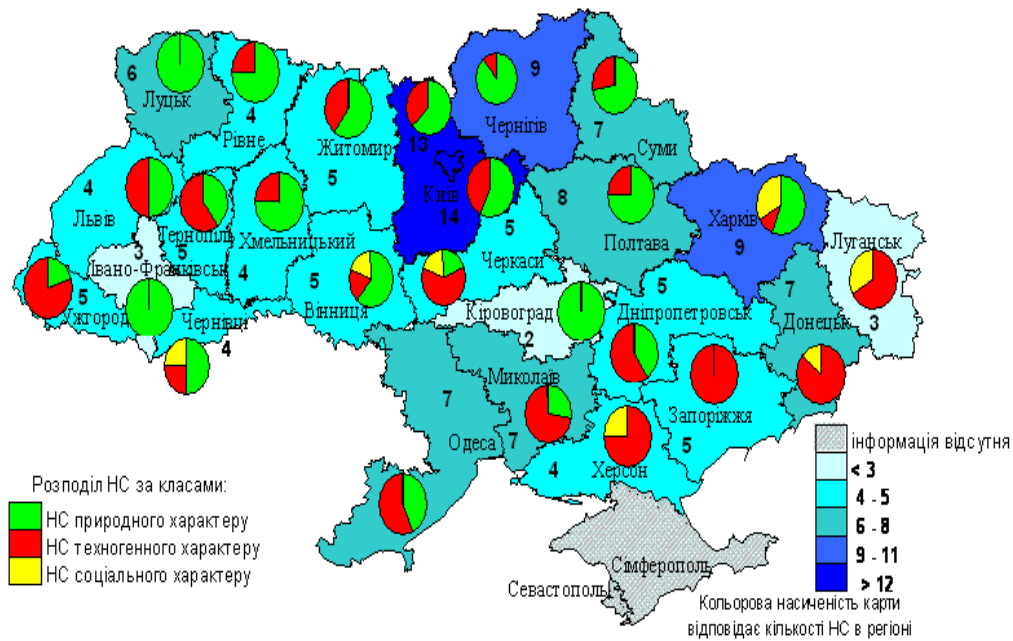 6
Луцьк
4
Рівне
Житомир
5
13
Київ
14
9
Чернігів
7
Суми
4
Львів
Тернопіль
5
Хмельницький
4
3
Івано-Франківськ
5
Ужгород
Чернівці
4
5
Вінниця
5
Черкаси
8
Полтава
Харків
9
Луганськ
3
Кіровоград
2
5
Дніпропетровськ
7
Донецьк
7
Одеса
Миколаїв
7
4
Херсон
Запоріжжя
5
Сімферополь
Севастополь
Розподіл НС за класами:
НС природного характеру
НС техногенного характеру
НС соціального характеру
інформація відсутня
< 3
4 - 5
6 - 8
9 - 11
> 12
Кольорова насиченість карти
відповідає кількості НС в регіоні